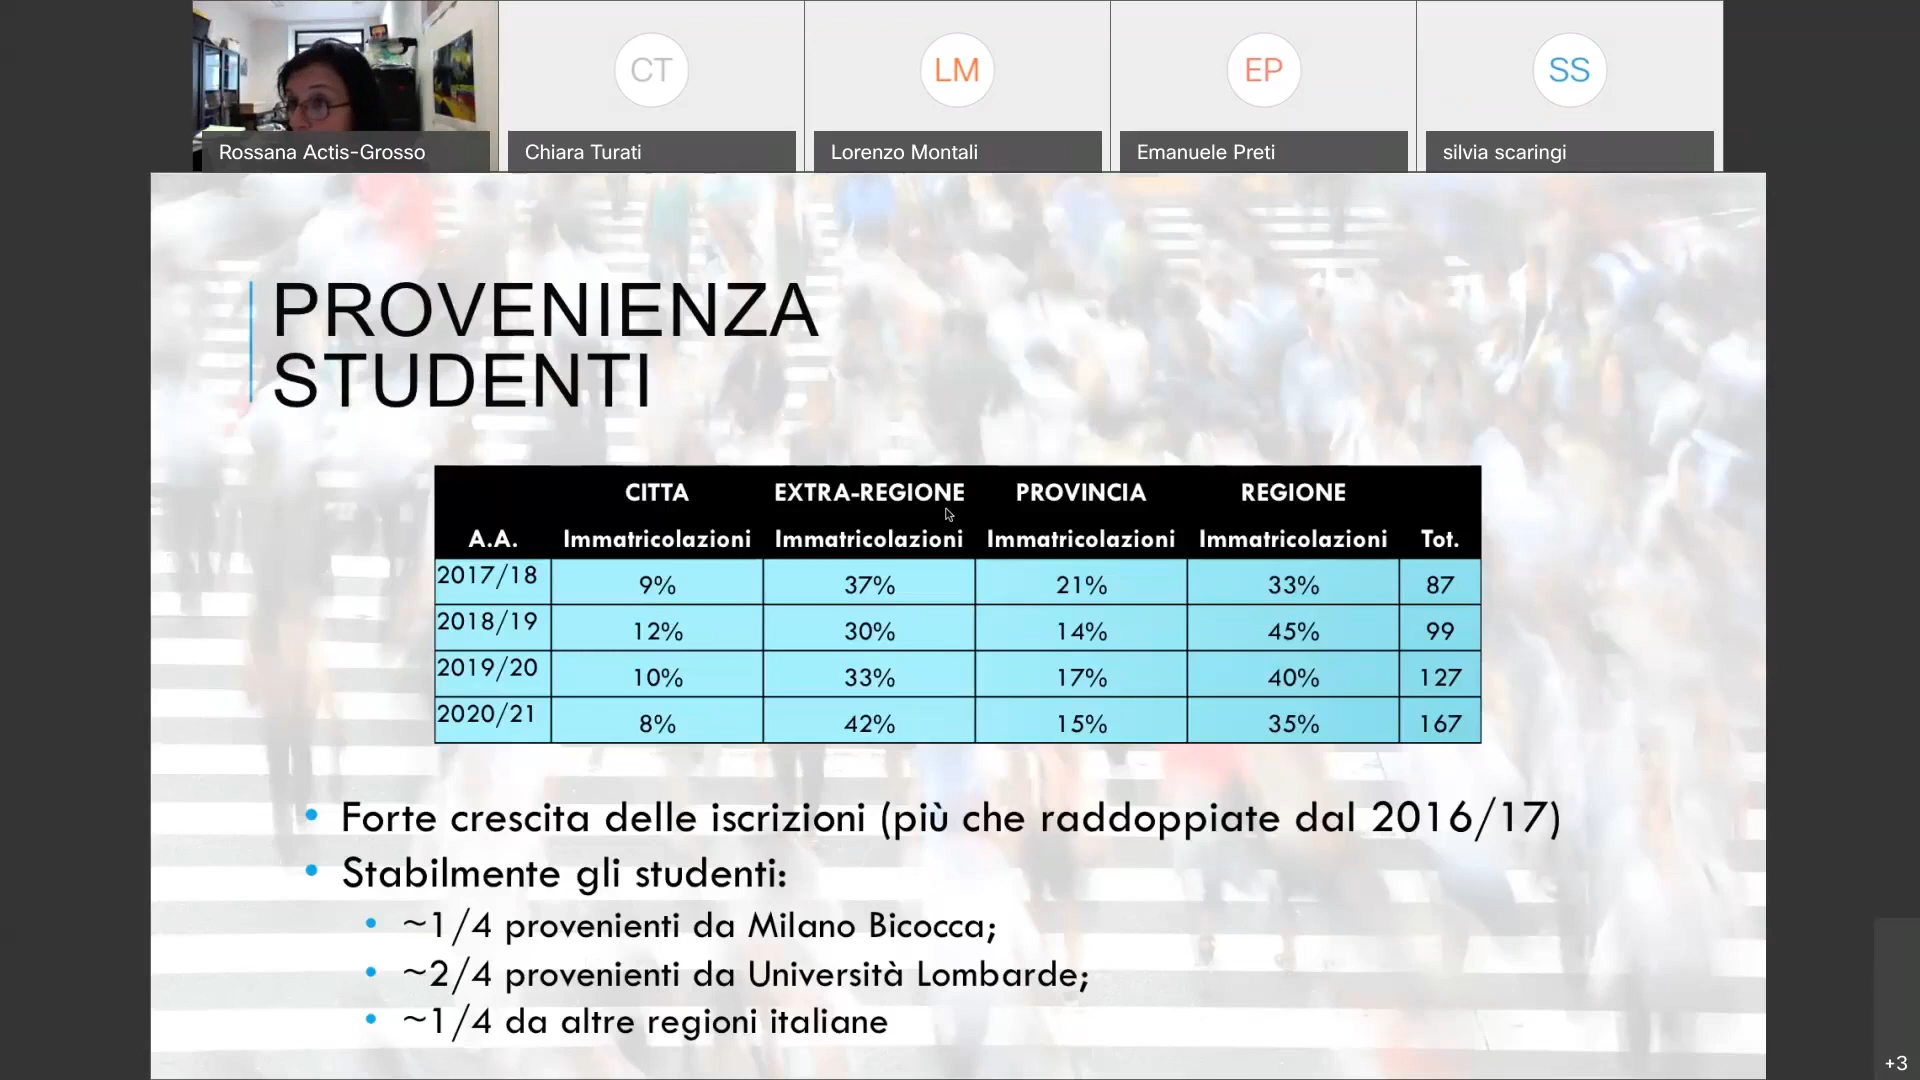 CT
LM
EP
SS
Rossana Actis-Grosso
Chiara Turati
Lorenzo Montali
Emanuele Preti
silvia scaringi
PROVENIENZA
STUDENTI
CITTA EXTRA-REGIONE PROVINCIA REGIONE
A.A. Immatricolazioni Immatricolazioni Immatricolazioni Immatricolazioni Tot.
2017/18 9% 37% 21% 33% 87
2018/19 12% 30% 14% 45% 99
2019/20 10% 33% 17% 40% 127
2020/21 8% 42% 15% 35% 167
• Forte crescita delle iscrizioni (più che raddoppiate dal 2016/17)
• Stabilmente gli studenti:
• ~1/4 provenienti da Milano Bicocca;
• ~2/4 provenienti da Università Lombarde;
• ~1/4 da altre regioni italiane
+3